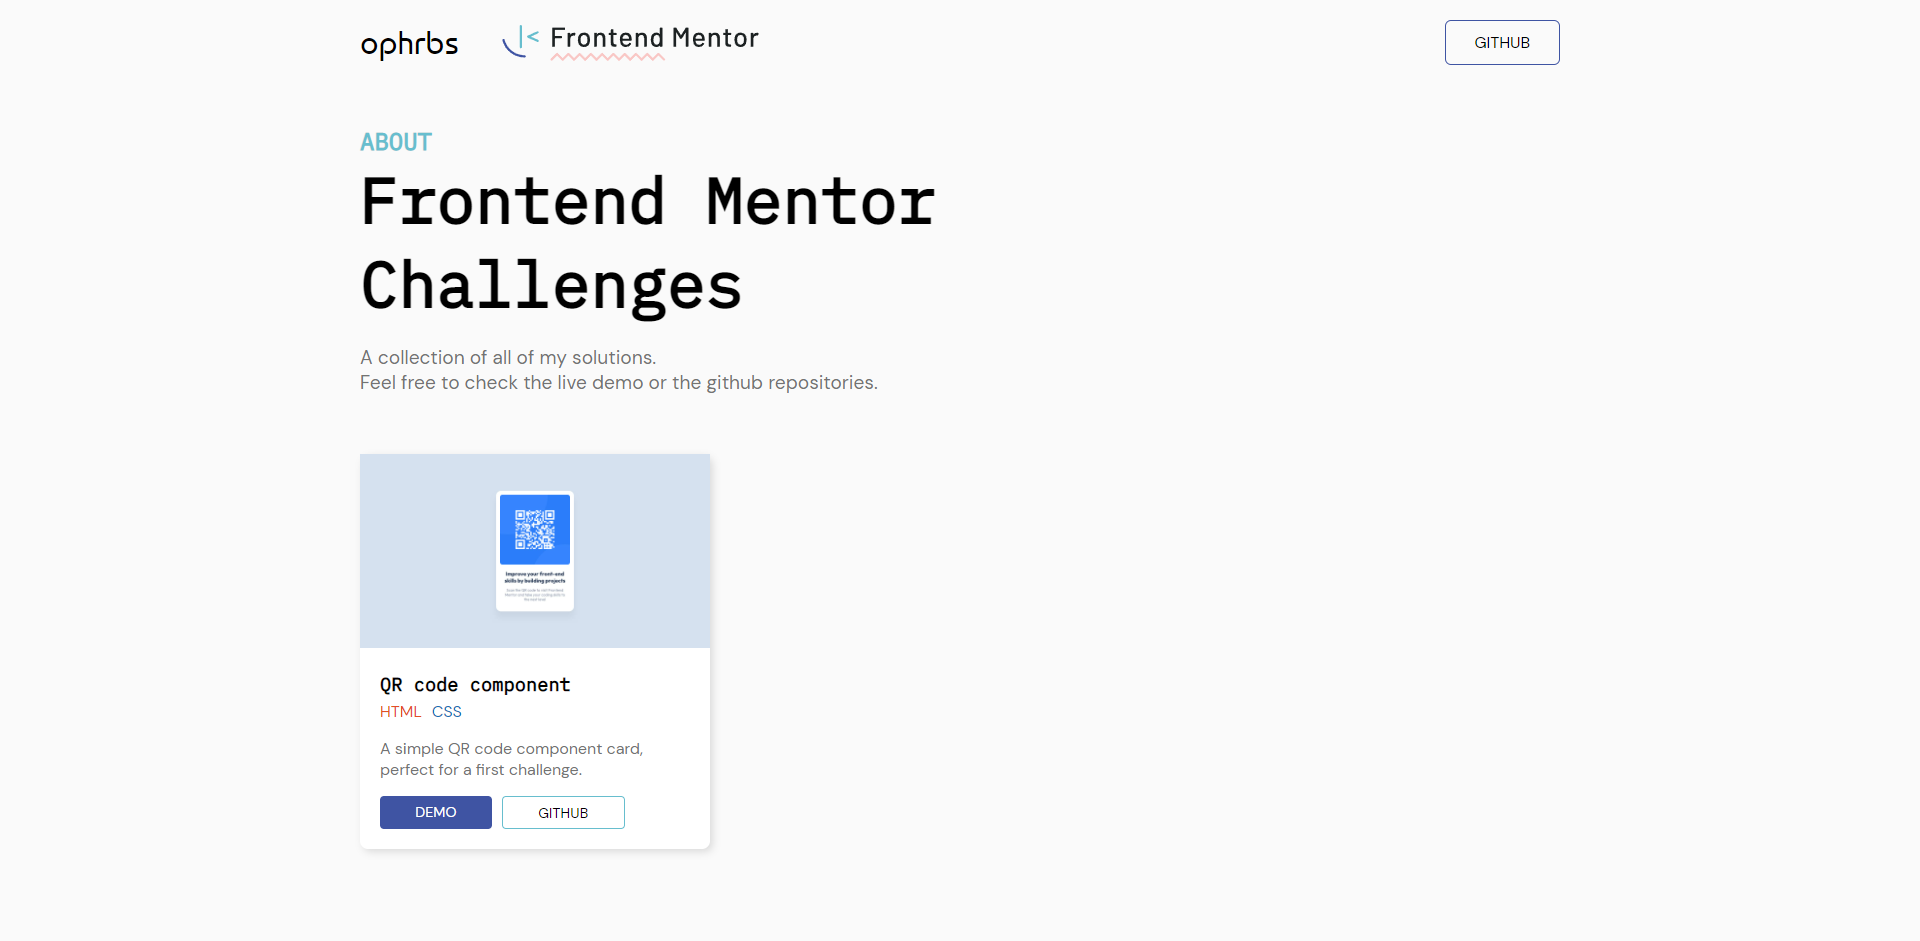 ophrbs
Frontend Mentor
GITHUB
ABOUT
Frontend Mentor
Challenges
A collection of all of my solutions.
Feel free to check the live demo or the github repositories.
Improve your front-end
skills by building projects
QR code component
HTML CSS
A simple QR code component card,
perfect for a first challenge.
DEMO
GITHUB